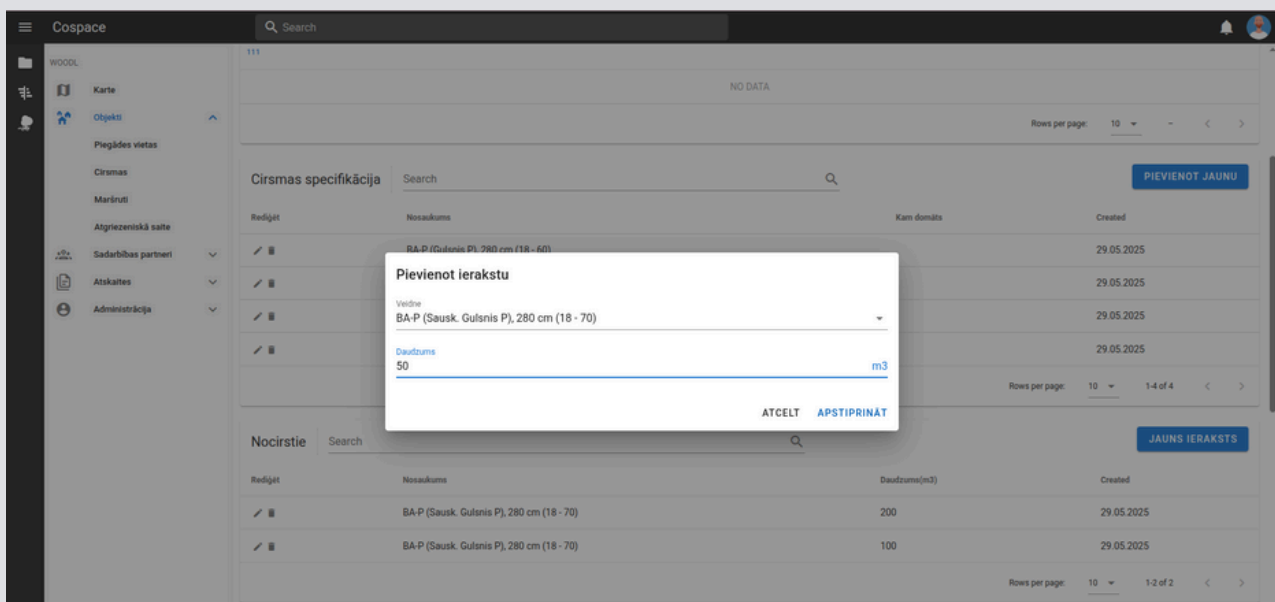 Cospace
Search
WOODL
Karte
Objekti
Piegādes vietas
Cirsmas
Maršruti
Atgriezeniskā saite
Sadarbības partneri
Atskaites
Administrācija
111
NO DATA
Rows per page: 10 –
Cirsmas specifikācija Search PIEVIENOT JAUNU
Rediģēt Nosaukums Kam domāts Created
BA-P (Gulsnis P), 280 cm (18 - 60) 29.05.2025
29.05.2025
29.05.2025
29.05.2025
Rows per page: 10 1-4 of 4
Pievienot ierakstu
Veidne
BA-P (Sausk. Gulsnis P), 280 cm (18 - 70)
Daudzums
50 m3
ATCELT APSTIPRINĀT
Nocirstie Search JAUNS IERAKSTS
Rediģēt Nosaukums Daudzums(m3) Created
BA-P (Sausk. Gulsnis P), 280 cm (18 - 70) 200 29.05.2025
BA-P (Sausk. Gulsnis P), 280 cm (18 - 70) 100 29.05.2025
Rows per page: 10 1-2 of 2